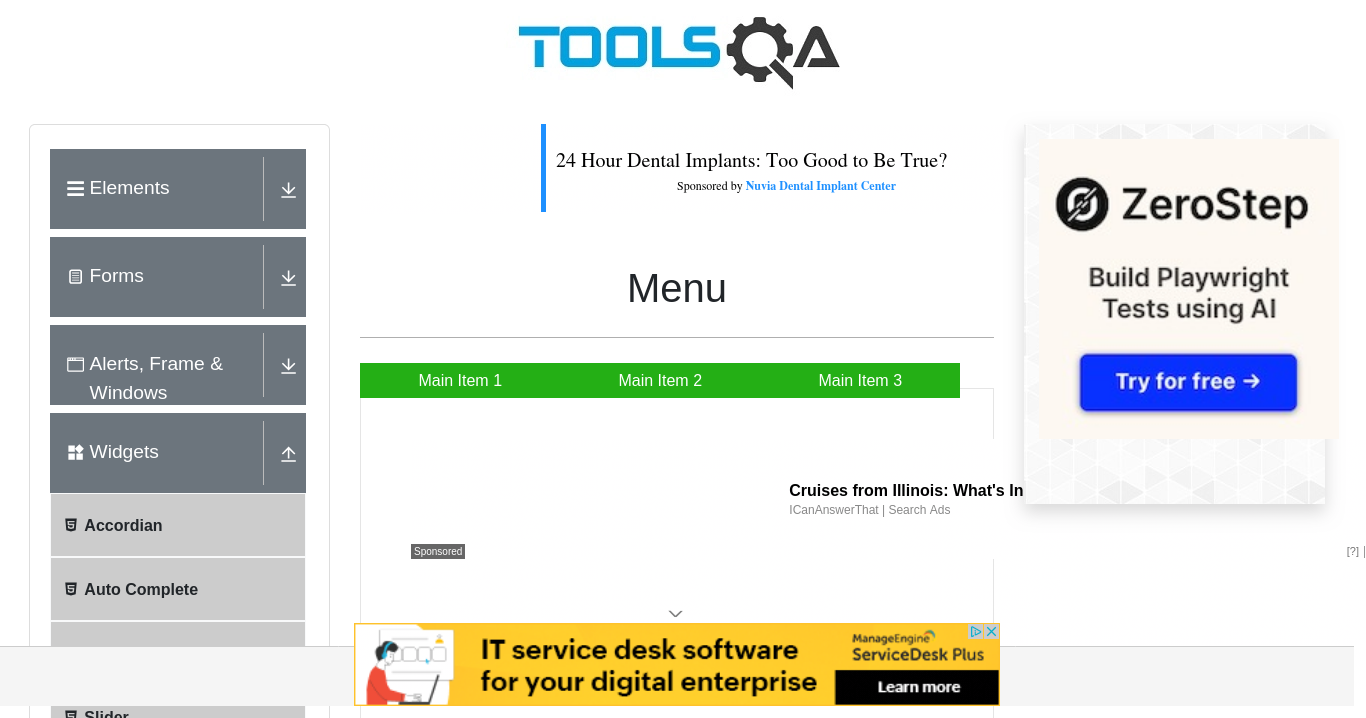 TOOLSQA
Elements
Forms
Alerts, Frame &
Windows
Widgets
Accordian
Auto Complete
Slider
24 Hour Dental Implants: Too Good to Be True?
Sponsored by Nuvia Dental Implant Center
Menu
Main Item 1
Main Item 2
Main Item 3
Cruises from Illinois: What's In
ICanAnswerThat | Search Ads
Sponsored
[?] |
ZeroStep
Build Playwright
Tests using AI
Try for free →
IT service desk software
for your digital enterprise
ManageEngine
ServiceDesk Plus
Learn more